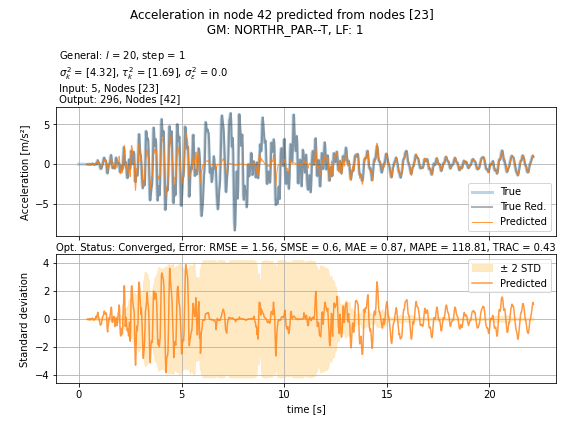 Acceleration in node 42 predicted from nodes [23]
GM: NORTHR_PAR--T, LF: 1
General: l = 20, step = 1
σ²ₖ = [4.32], τ²ₖ = [1.69], σ²ₑ = 0.0
Input: 5, Nodes [23]
Output: 296, Nodes [42]
Acceleration [m/s²]
5
0
−5
True
True Red.
Predicted
Opt. Status: Converged, Error: RMSE = 1.56, SMSE = 0.6, MAE = 0.87, MAPE = 118.81, TRAC = 0.43
Standard deviation
4
2
0
−2
−4
± 2 STD
Predicted
0
5
10
15
20
time [s]